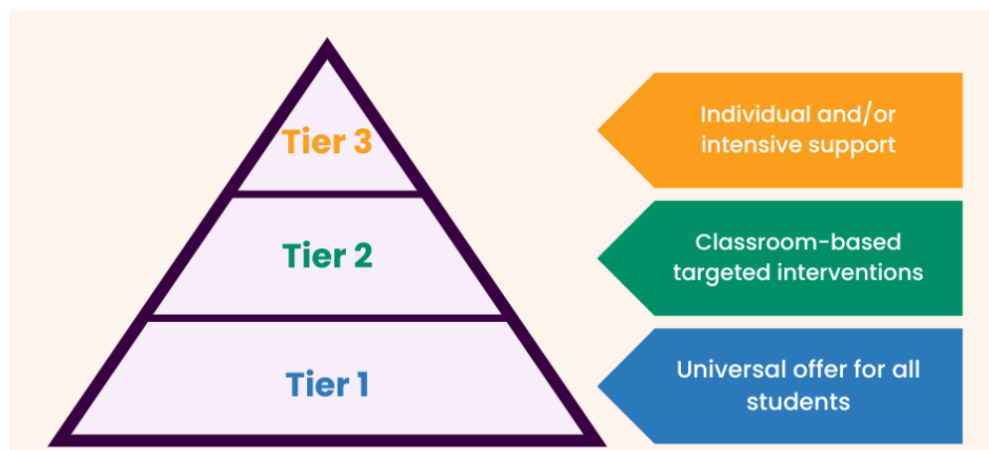 Tier 3
Individual and/or
intensive support
Tier 2
Classroom-based
targeted interventions
Tier 1
Universal offer for all
students